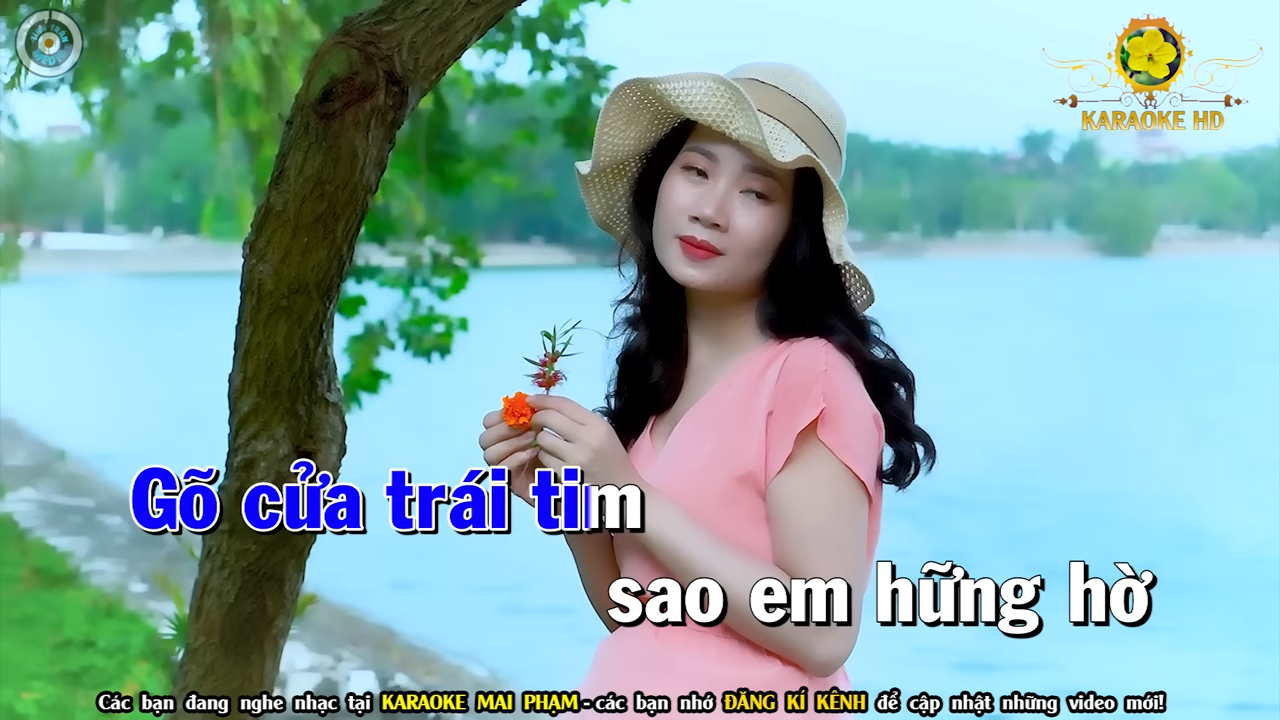 KARAOKE HD
Gõ cửa trái tim
sao em hững hờ
Các bạn đang nghe nhạc tại KARAOKE MAI PHẠM - các bạn nhớ ĐĂNG KÍ KÊNH để cập nhật những video mới!